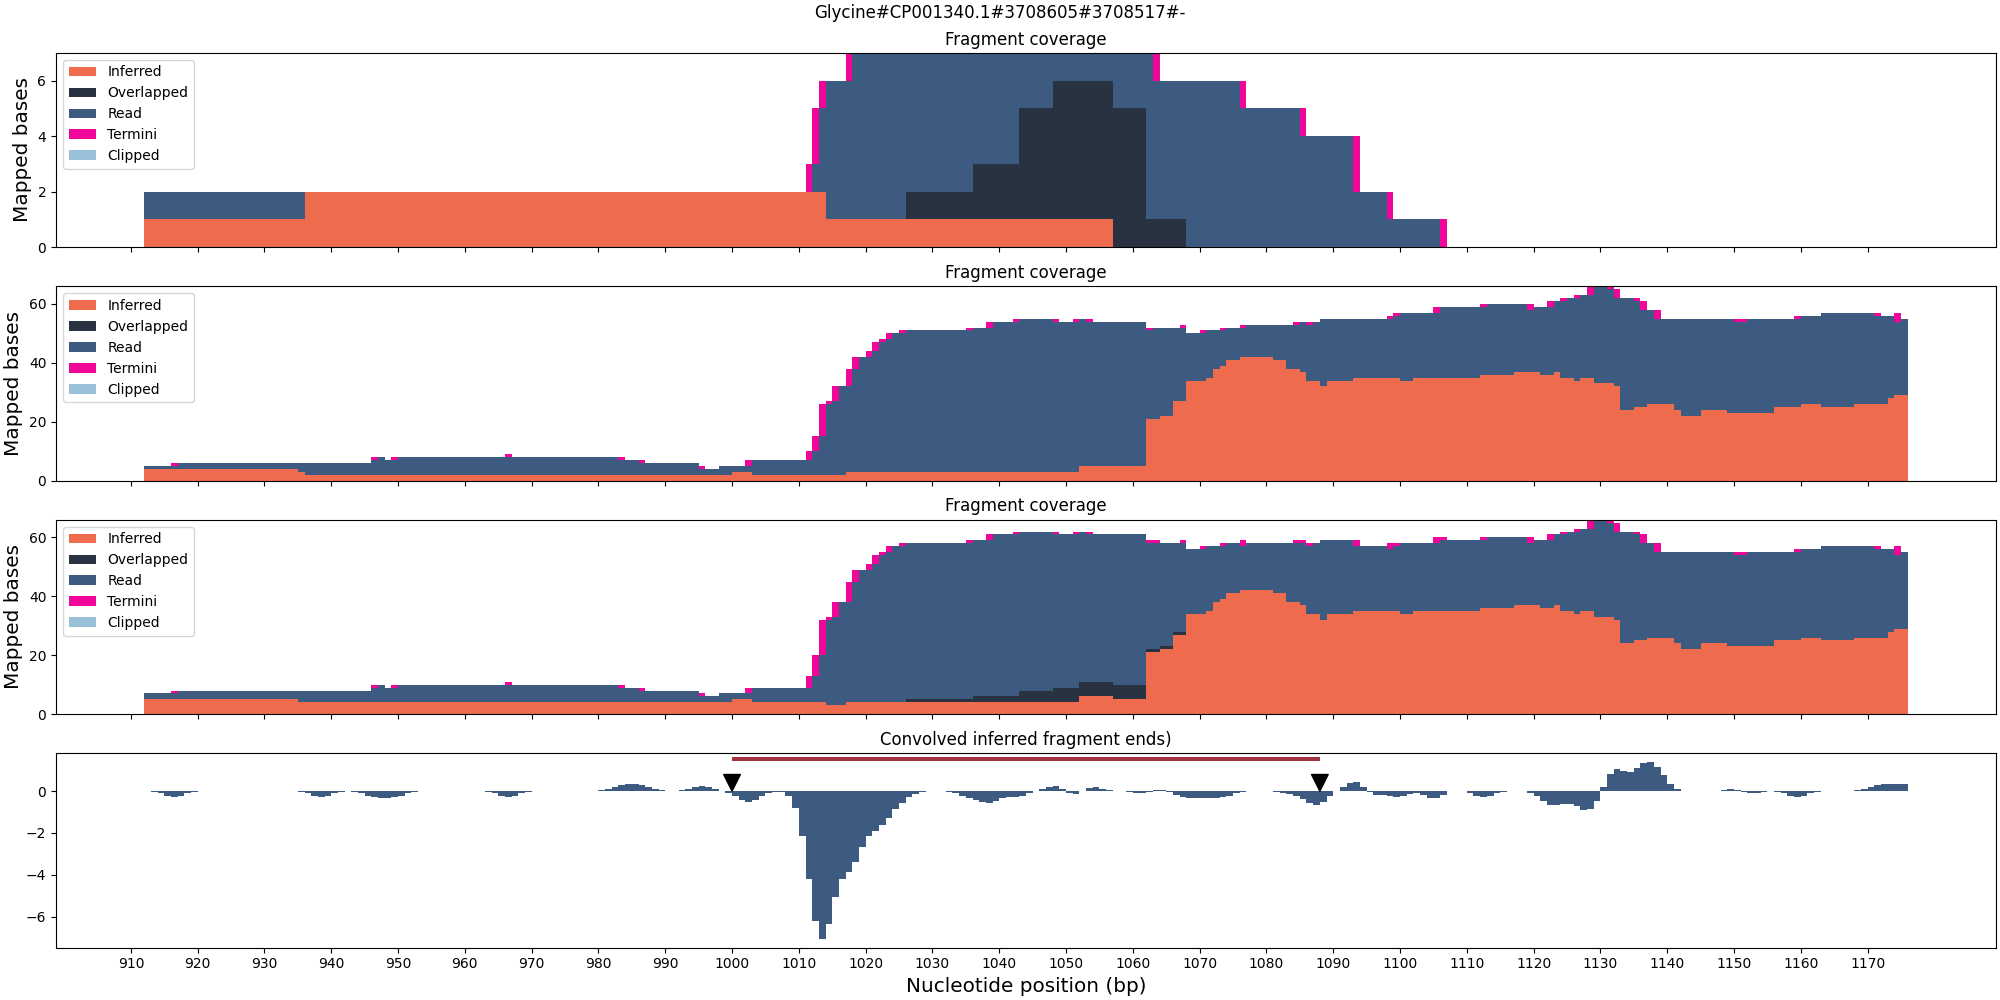 Glycine#CP001340.1#3708605#3708517#-
Fragment coverage
Mapped bases
6
4
2
0
Inferred
Overlapped
Read
Termini
Clipped
910 920 930 940 950 960 970 980 990 1000 1010 1020 1030 1040 1050 1060 1070 1080 1090 1100 1110 1120 1130 1140 1150 1160 1170
Fragment coverage
Mapped bases
60
40
20
0
Inferred
Overlapped
Read
Termini
Clipped
Fragment coverage
Mapped bases
60
40
20
0
Inferred
Overlapped
Read
Termini
Clipped
Convolved inferred fragment ends)
0
−2
−4
−6
Nucleotide position (bp)